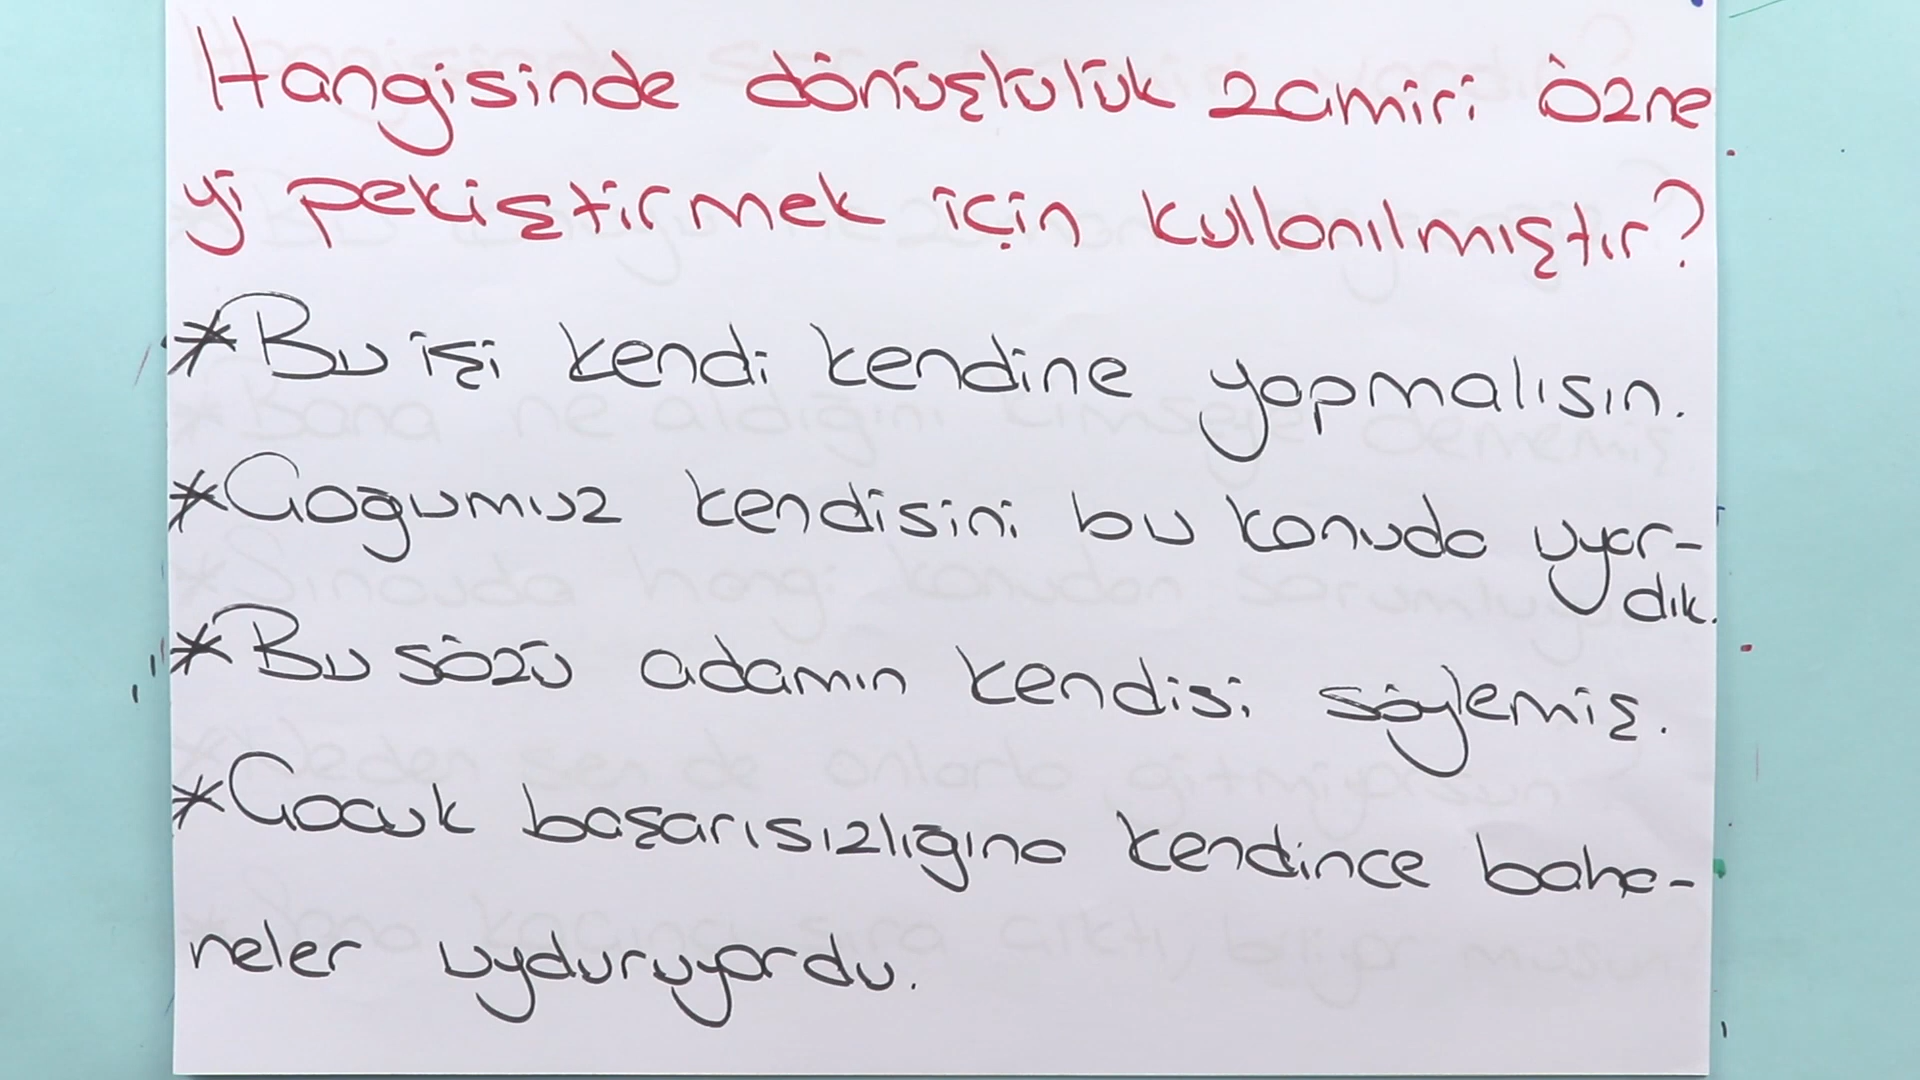 Hangisinde dönüşlülük zamiri özne
yi pekiştirmek için kullanılmıştır?
*Bu işi kendi kendine yapmalısın.
*Çoğumuz kendisini bu konuda uyar-
dık.
*Bu sözü adamın kendisi söylemiş.
*Çocuk başarısızlığına kendince baha-
neler uyduruyordu.